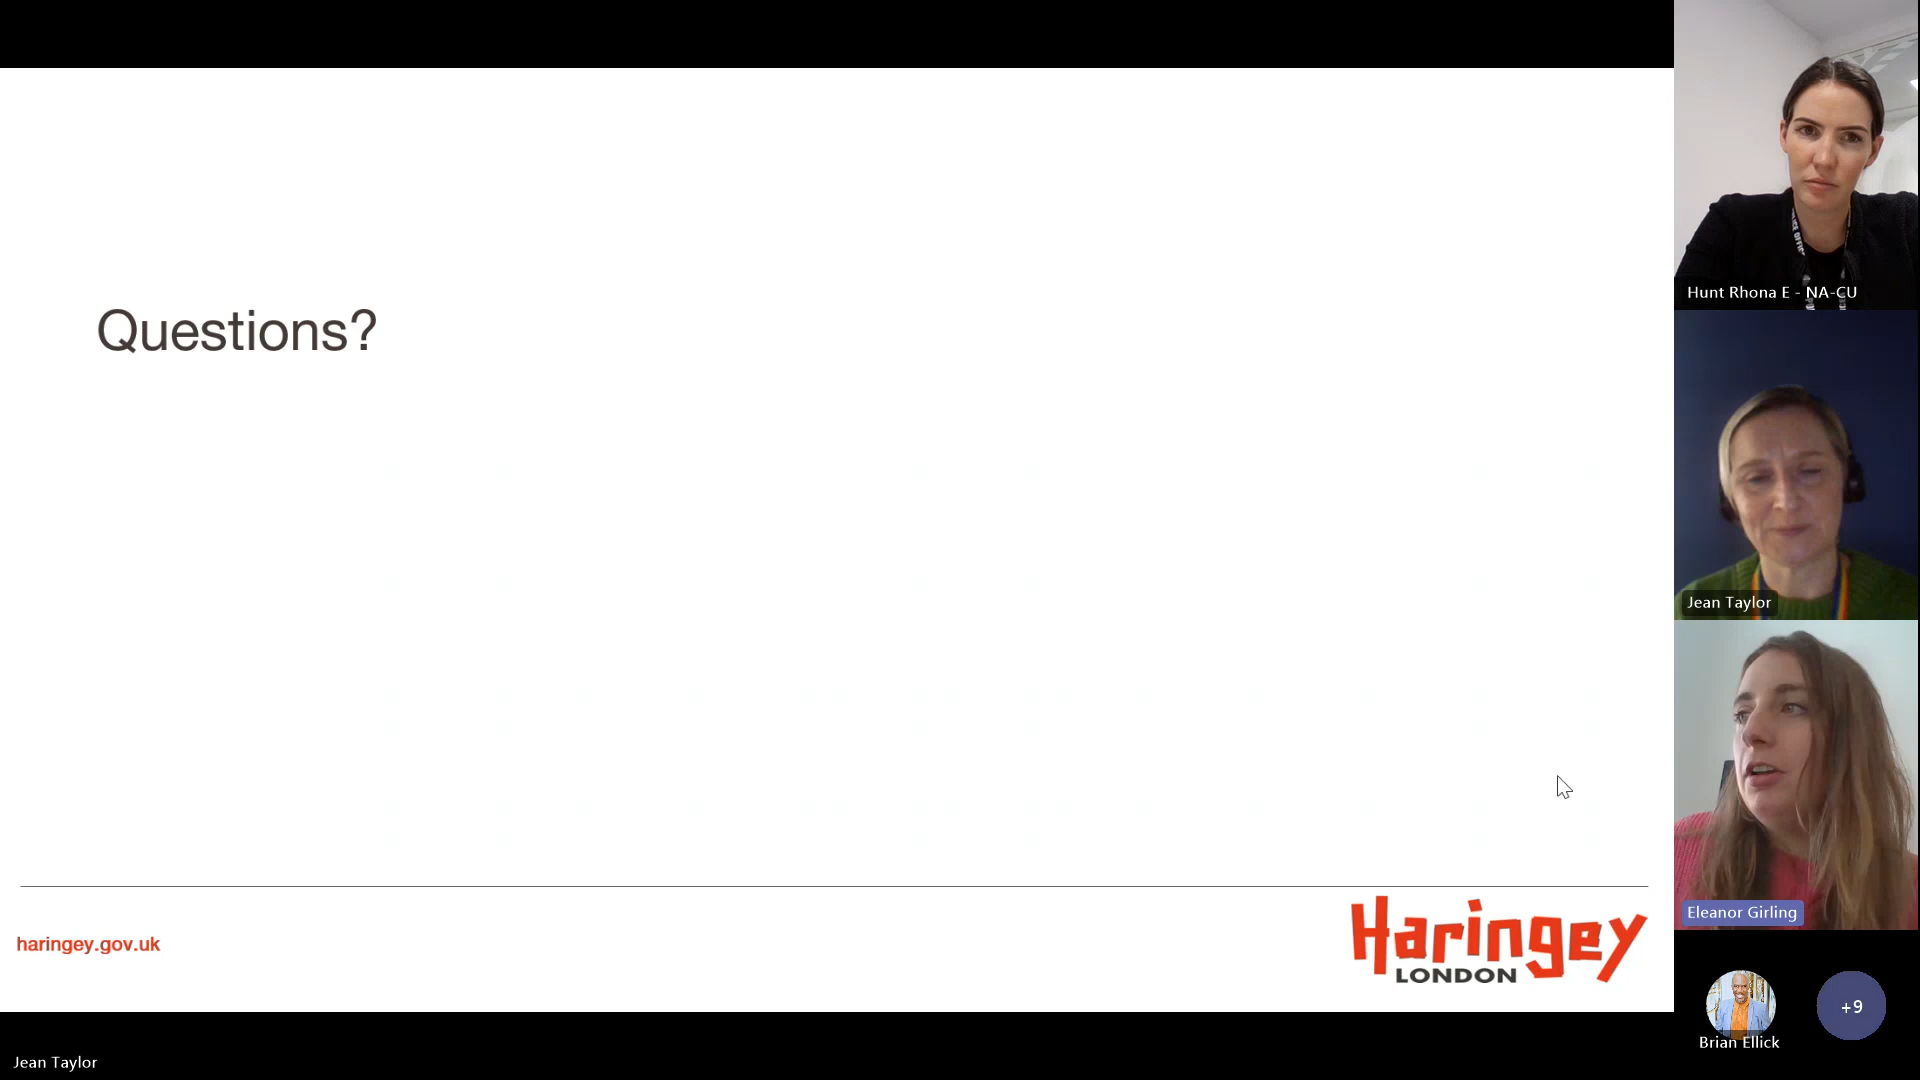 Questions?
haringey.gov.uk
Haringey
LONDON
Jean Taylor
Hunt Rhona E - NA-CU
Jean Taylor
Eleanor Girling
Brian Ellick
+9